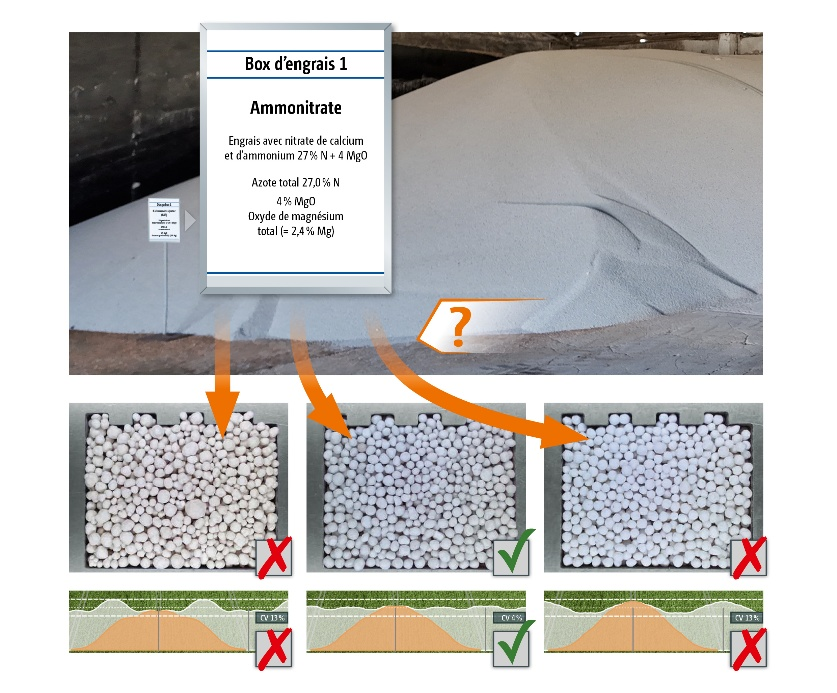 Box d'engrais 1
Ammonitrate
Engrais avec nitrate de calcium
et d'ammonium 27% N + 4 MgO
Azote total 27,0% N
4% MgO
Oxyde de magnésium
total (= 2,4% Mg)
?
CV 13%
CV 4%
CV 13%